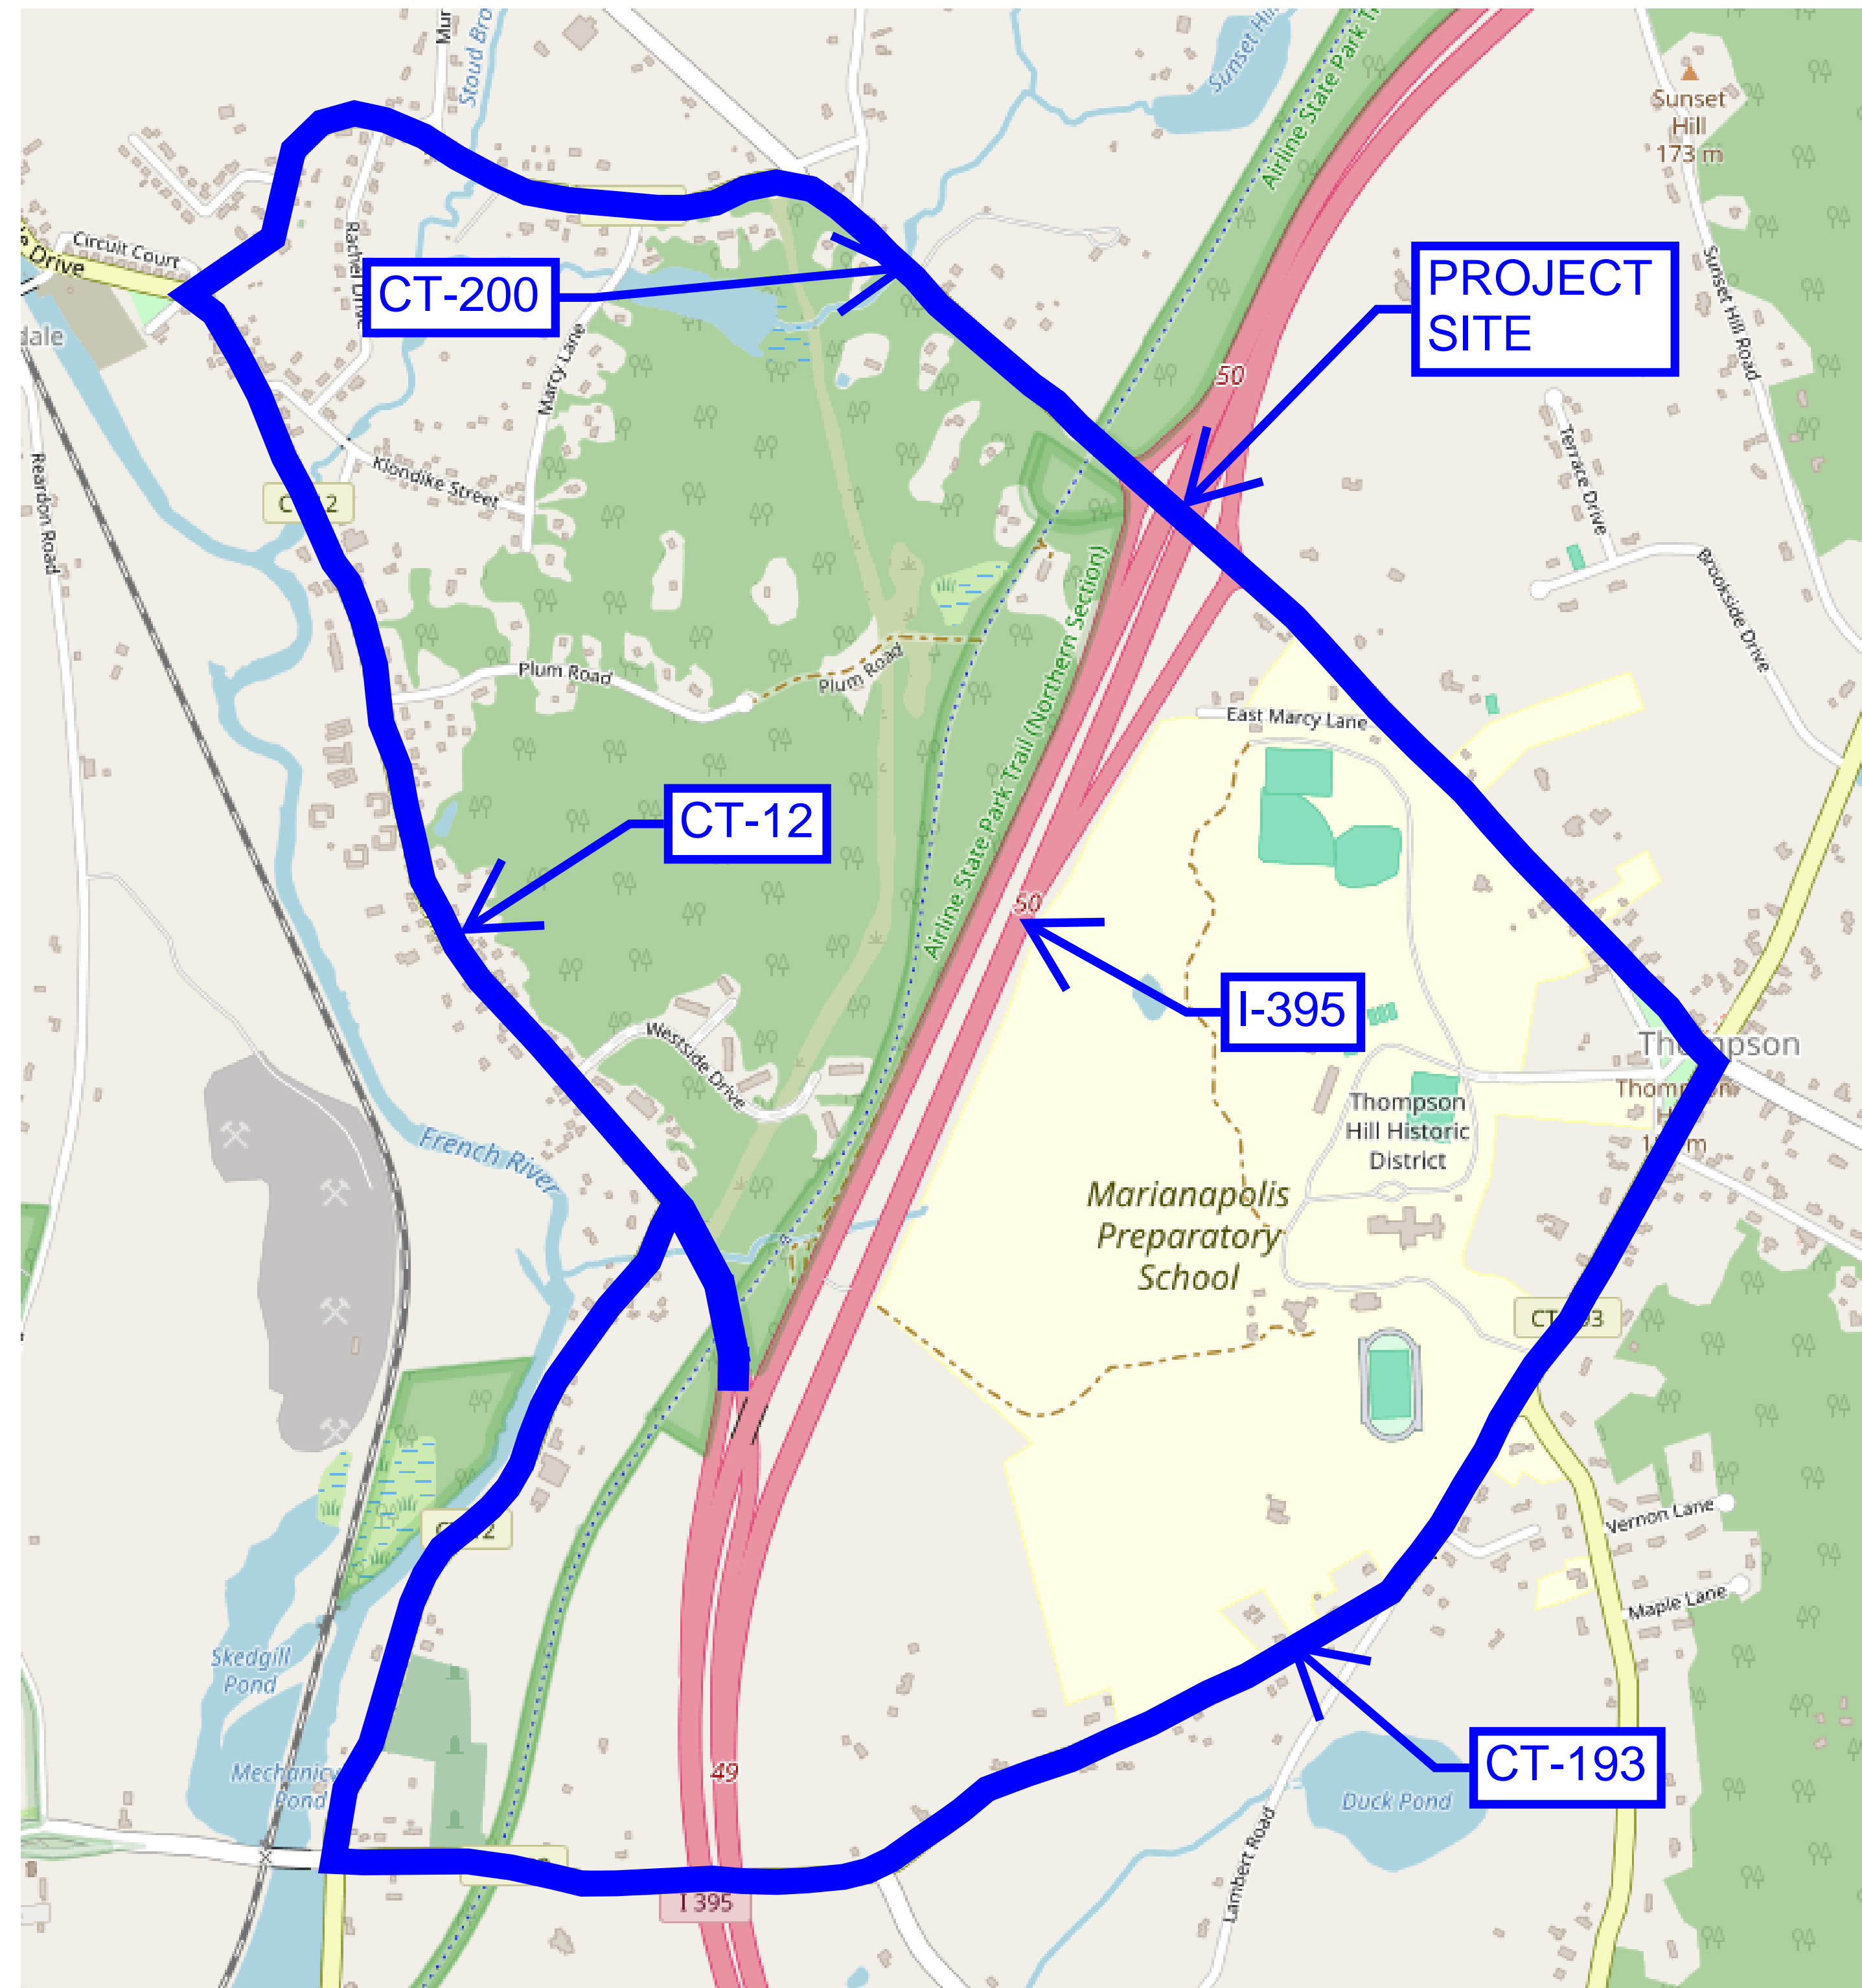 Sunset
Hill
173 m
Airline State Park
Circuit Court
Drive
Rachel Drive
CT-200
PROJECT
SITE
Sunset Hill Road
50
Marcy Lane
Klondike Street
Reardon Road
Terrace Drive
Brookside Drive
Airline State Park Trail (Northern Section)
Plum Road
Plum Road
East Marcy Lane
CT-12
50
I-395
Westside Drive
French River
Thompson
Thompson
Hill Historic
District
Marianapolis
Preparatory
School
Vernon Lane
Maple Lane
Skedgill
Pond
Pond
49
CT-193
Duck Pond
Lambert Road
I 395